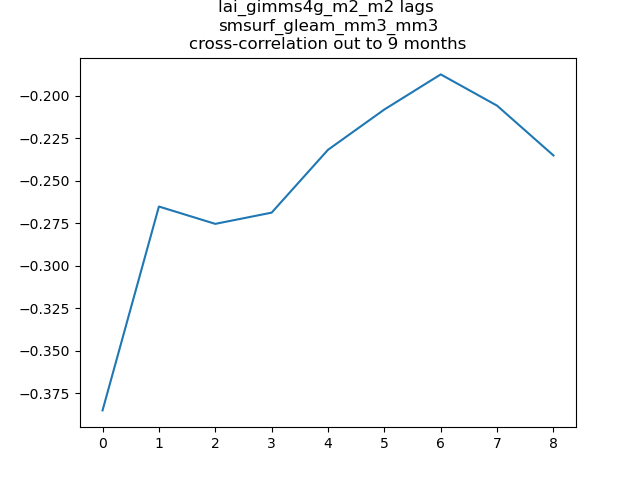 lai_gimms4g_m2_m2 lags
smsurf_gleam_mm3_mm3
cross-correlation out to 9 months
−0.200
−0.225
−0.250
−0.275
−0.300
−0.325
−0.350
−0.375
0 1 2 3 4 5 6 7 8